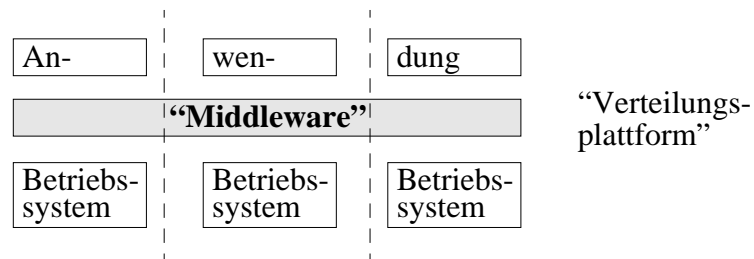 An- wen- dung
“Middleware”
“Verteilungs-
plattform”
Betriebs- Betriebs- Betriebs-
system system system